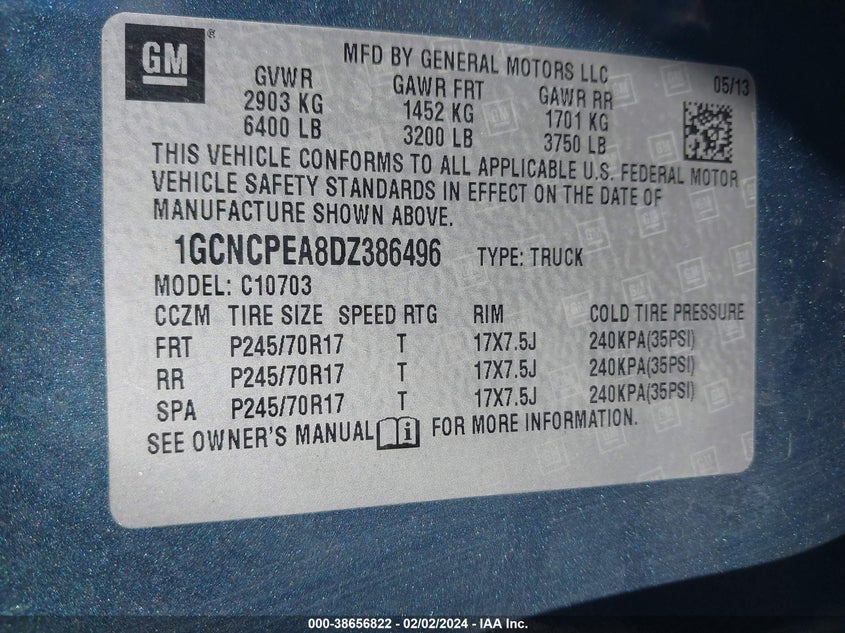 GM ®
MFD BY GENERAL MOTORS LLC
05/13
GVWR GAWR FRT GAWR RR
2903 KG 1452 KG 1701 KG
6400 LB 3200 LB 3750 LB
THIS VEHICLE CONFORMS TO ALL APPLICABLE U.S. FEDERAL MOTOR
VEHICLE SAFETY STANDARDS IN EFFECT ON THE DATE OF
MANUFACTURE SHOWN ABOVE.
1GCNCPEA8DZ386496 TYPE: TRUCK
MODEL: C10703
CCZM TIRE SIZE SPEED RTG RIM COLD TIRE PRESSURE
FRT P245/70R17 T 17X7.5J 240KPA(35PSI)
RR P245/70R17 T 17X7.5J 240KPA(35PSI)
SPA P245/70R17 T 17X7.5J 240KPA(35PSI)
SEE OWNER'S MANUAL i FOR MORE INFORMATION.
000-38656822 - 02/02/2024 - IAA Inc.